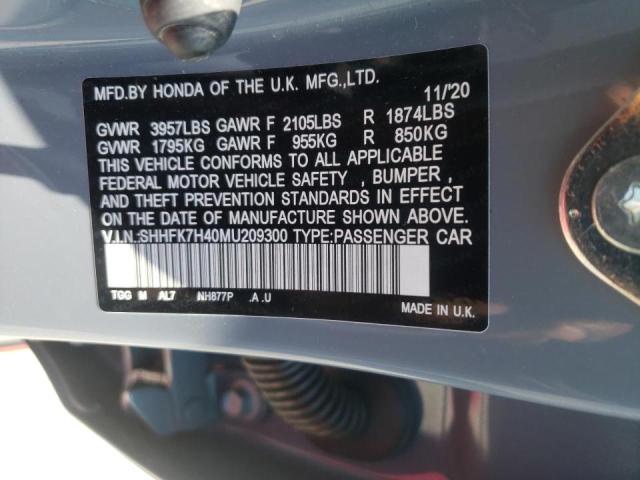 MFD.BY HONDA OF THE U.K. MFG.,LTD.
11/'20
GVWR 3957LBS GAWR F 2105LBS R 1874LBS
GVWR 1795KG GAWR F 955KG R 850KG
THIS VEHICLE CONFORMS TO ALL APPLICABLE
FEDERAL MOTOR VEHICLE SAFETY , BUMPER ,
AND THEFT PREVENTION STANDARDS IN EFFECT
ON THE DATE OF MANUFACTURE SHOWN ABOVE.
V.I.N.:SHHFK7H40MU209300 TYPE:PASSENGER CAR
TGG M AL7 NH877P .A .U
MADE IN U.K.